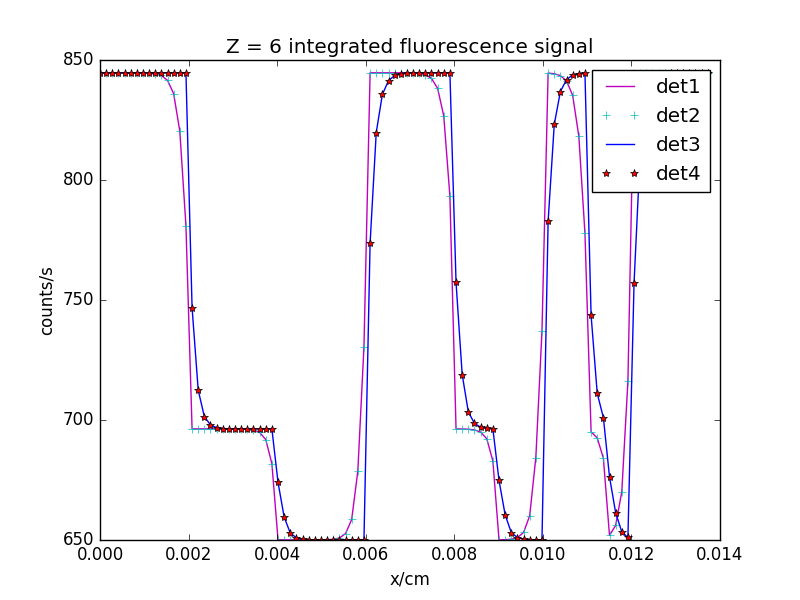 Z = 6 integrated fluorescence signal
850
800
750
700
650
counts/s
det1
det2
det3
det4
0.000
0.002
0.004
0.006
0.008
0.010
0.012
0.014
x/cm